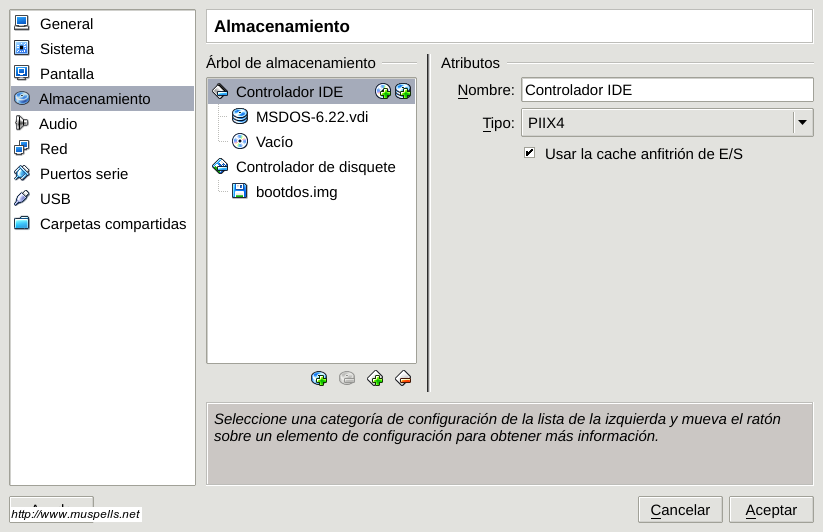 General
Sistema
Pantalla
Almacenamiento
Audio
Red
Puertos serie
USB
Carpetas compartidas
Almacenamiento
Árbol de almacenamiento
Controlador IDE
MSDOS-6.22.vdi
Vacío
Controlador de disquete
bootdos.img
Atributos
Nombre: Controlador IDE
Tipo: PIIX4
Usar la cache anfitrión de E/S
Seleccione una categoría de configuración de la lista de la izquierda y mueva el ratón
sobre un elemento de configuración para obtener más información.
http://www.muspells.net
Cancelar
Aceptar